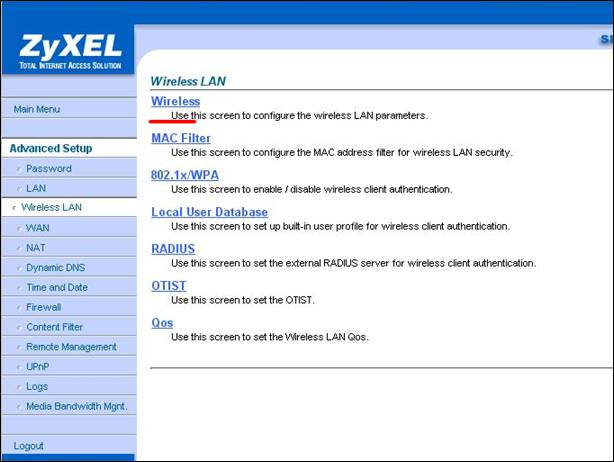 ZyXEL
TOTAL INTERNET ACCESS SOLUTION
SI
Main Menu
Advanced Setup
Password
LAN
Wireless LAN
WAN
NAT
Dynamic DNS
Time and Date
Firewall
Content Filter
Remote Management
UPnP
Logs
Media Bandwidth Mgnt.
Logout
Wireless LAN
Wireless
Use this screen to configure the wireless LAN parameters.
MAC Filter
Use this screen to configure the MAC address filter for wireless LAN security.
802.1x/WPA
Use this screen to enable / disable wireless client authentication.
Local User Database
Use this screen to set up built-in user profile for wireless client authentication.
RADIUS
Use this screen to set the external RADIUS server for wireless client authentication.
OTIST
Use this screen to set the OTIST.
Qos
Use this screen to set the Wireless LAN Qos.